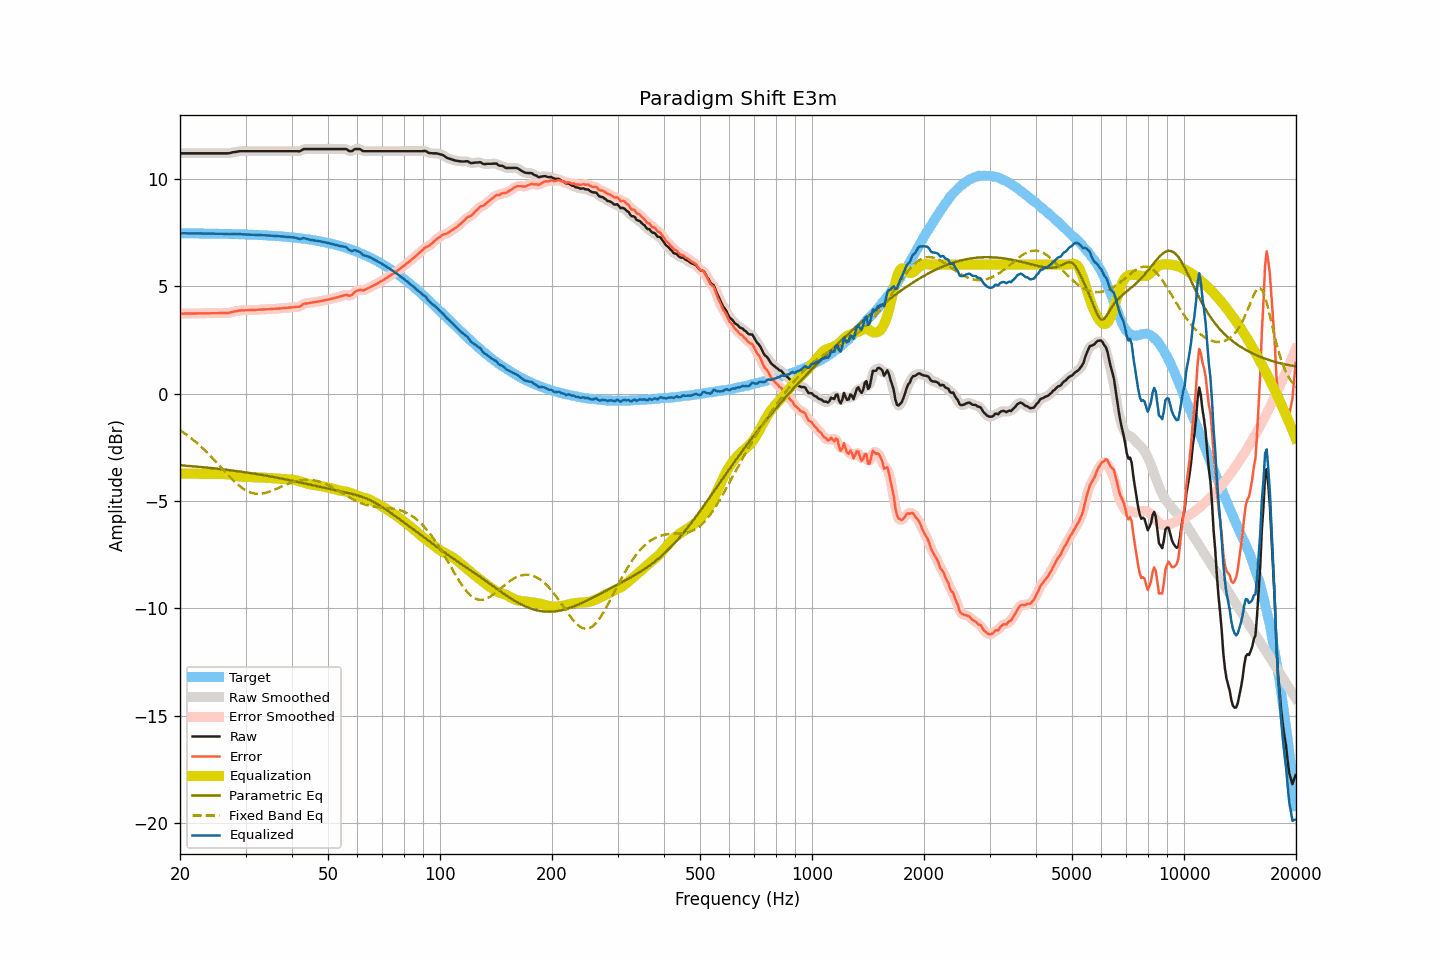 Paradigm Shift E3m
10
5
0
−5
−10
−15
−20
Amplitude (dBr)
Target
Raw Smoothed
Error Smoothed
Raw
Error
Equalization
Parametric Eq
Fixed Band Eq
Equalized
20 50 100 200 500 1000 2000 5000 10000 20000
Frequency (Hz)